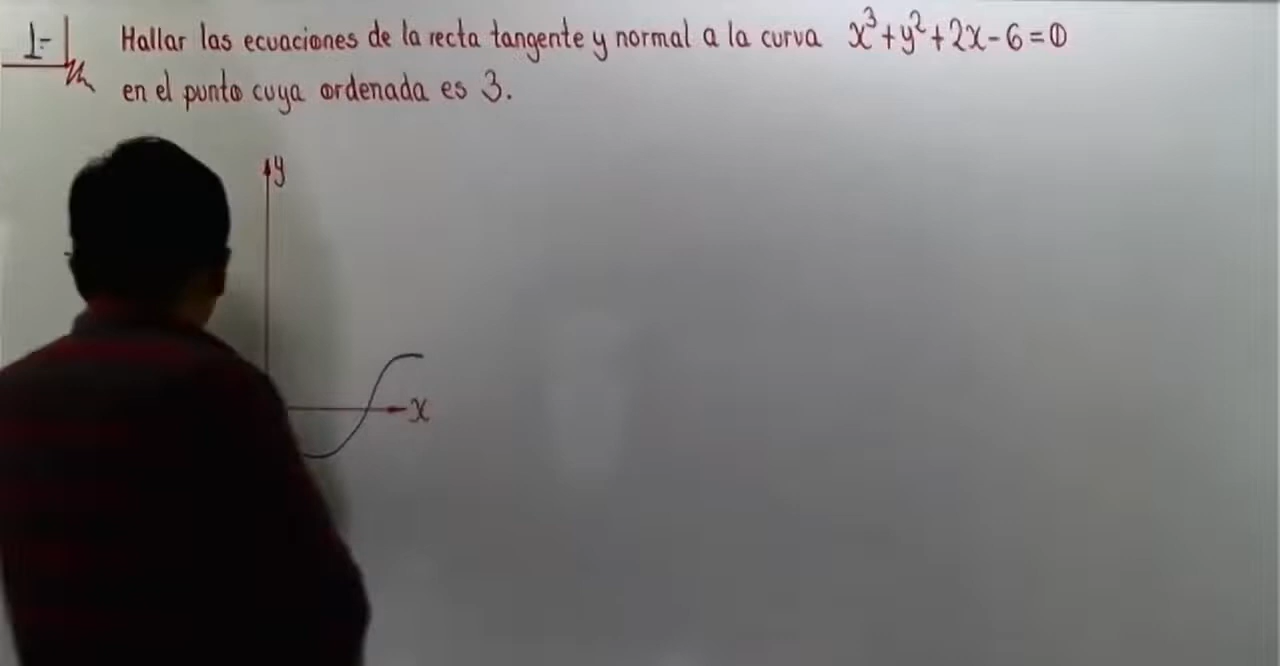 1- Hallar las ecuaciones de la recta tangente y normal a la curva x³+y²+2x-6=0
en el punto cuya ordenada es 3.
y
x